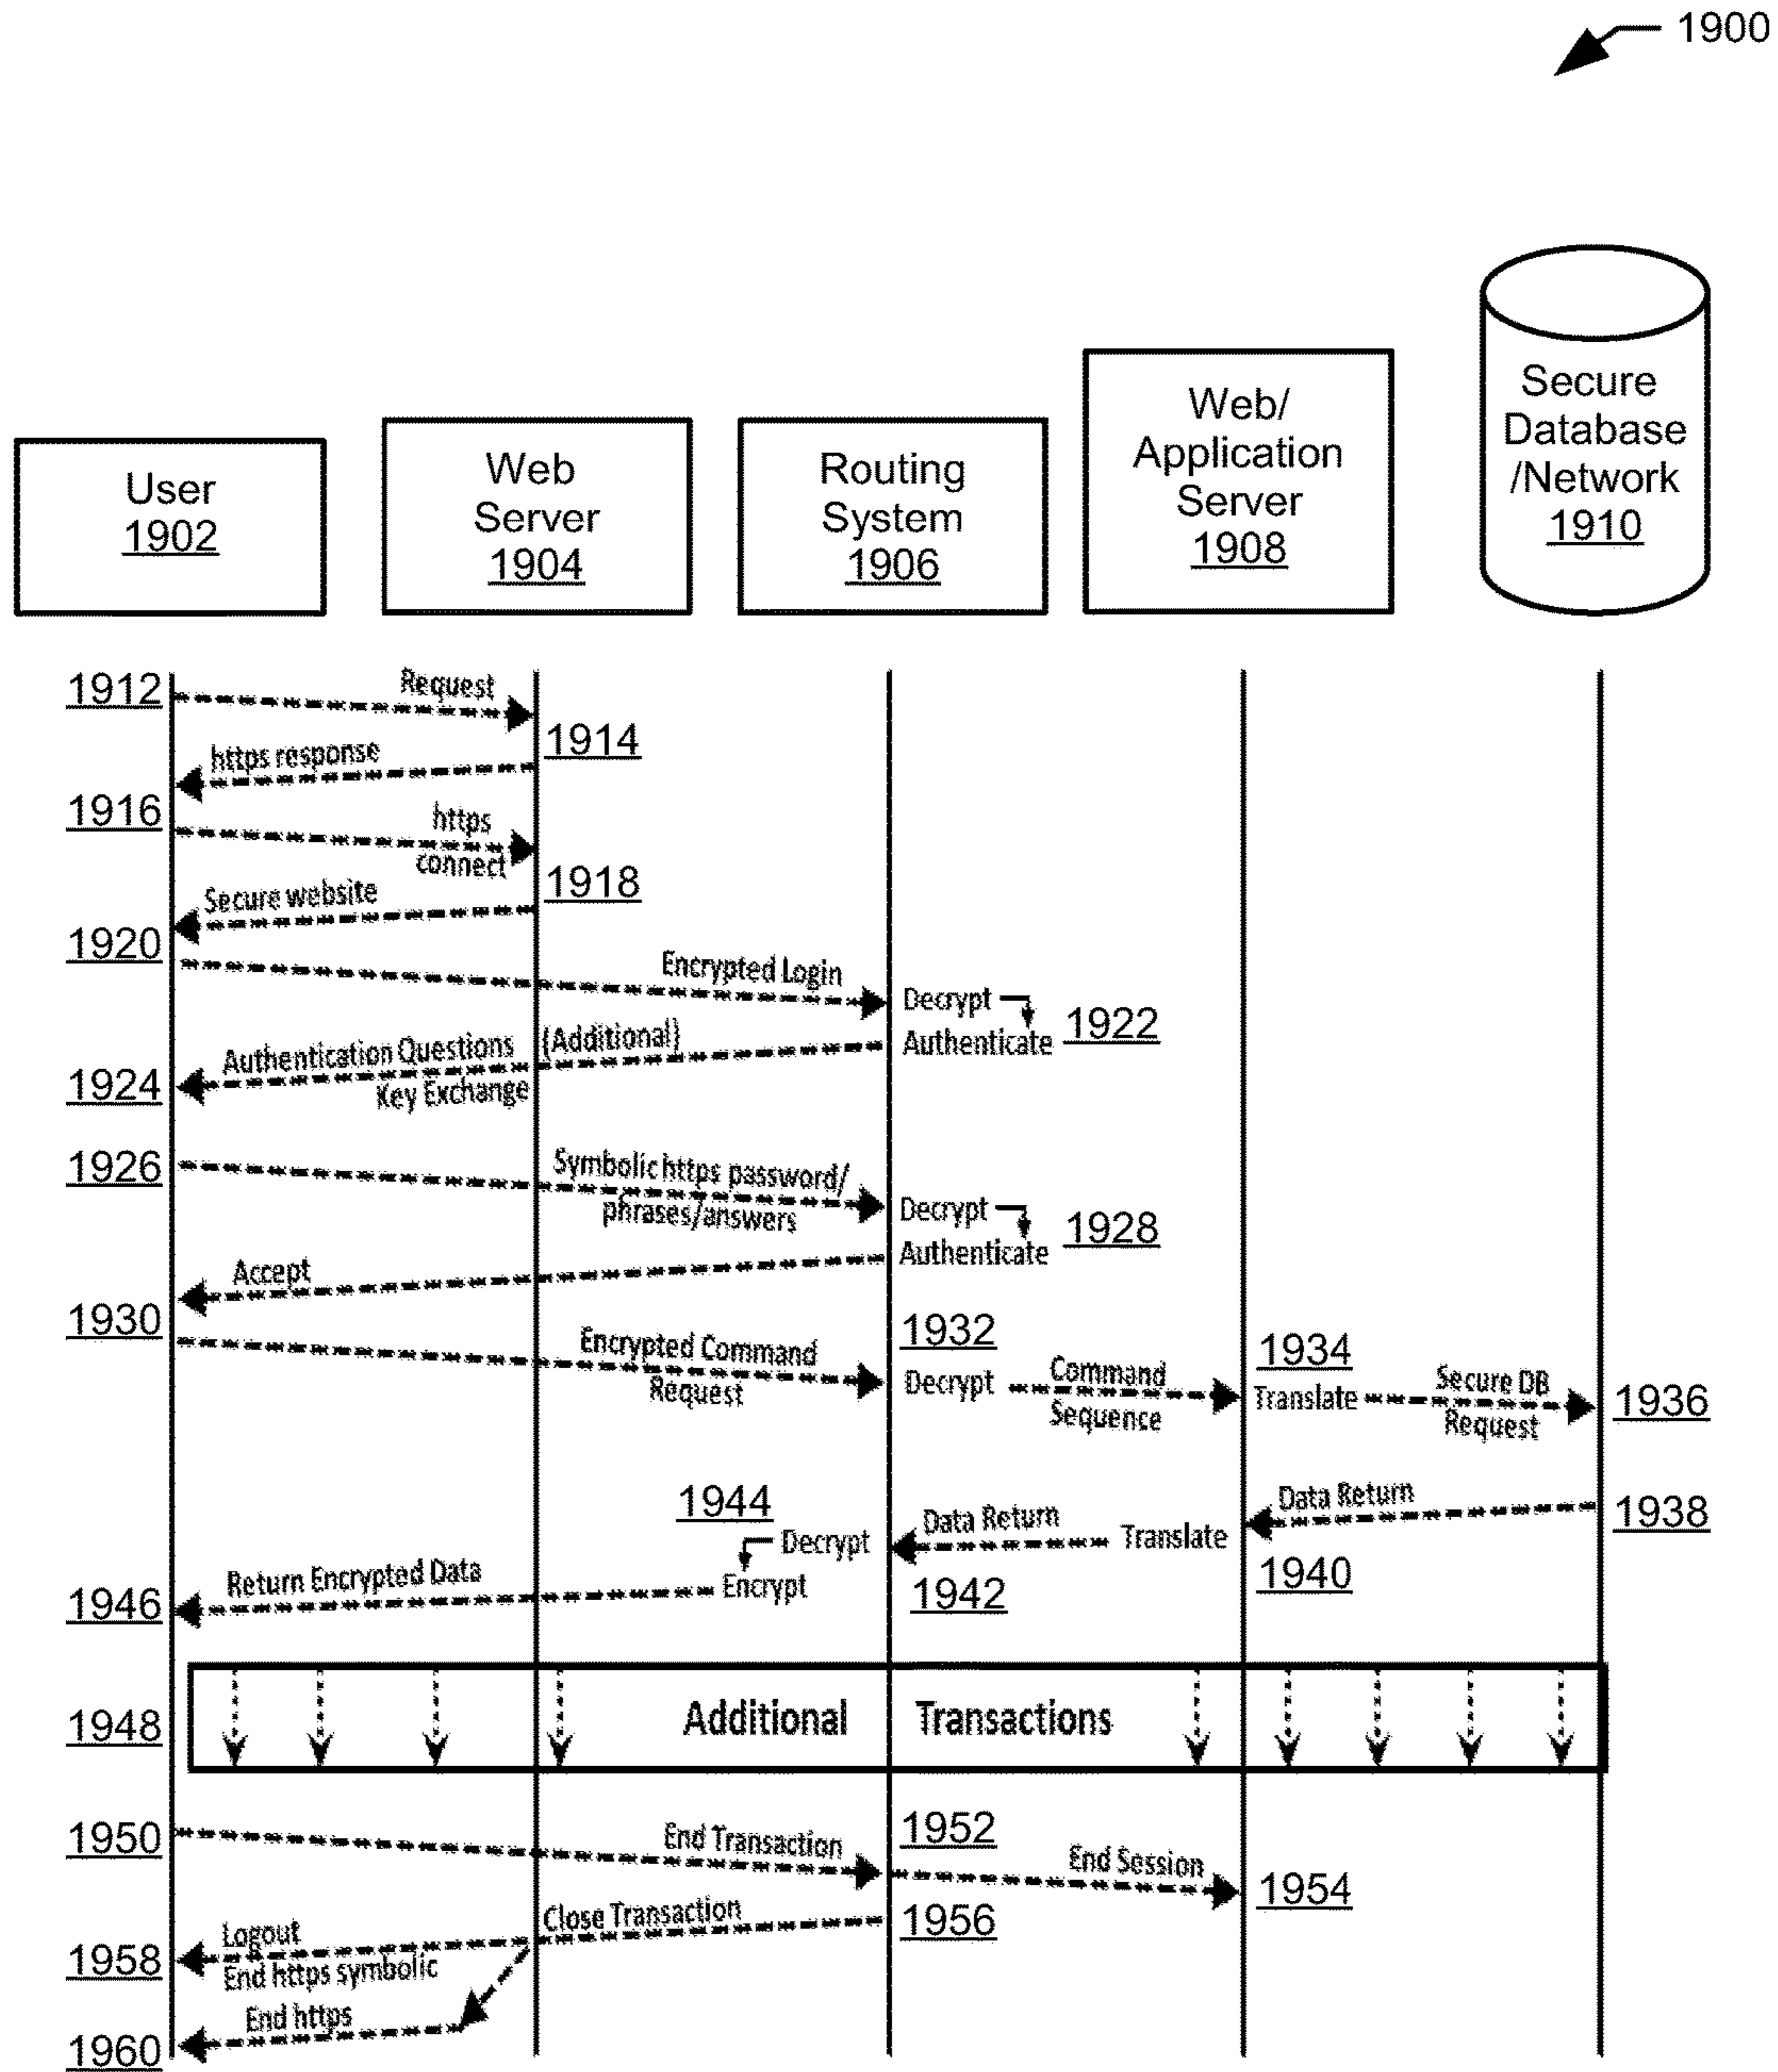 1900
User
1902
Web
Server
1904
Routing
System
1906
Web/
Application
Server
1908
Secure
Database
/Network
1910
1912
Request
1914
https response
1916
https
connect
1918
Secure website
1920
Encrypted Login
Decrypt
1922
Authenticate
Authentication Questions (Additional)
Key Exchange
1924
1926
Symbolic https password/
phrases/answers
Decrypt
1928
Authenticate
Accept
1930
Encrypted Command
Request
1932
Decrypt
Command
Sequence
1934
Translate
Secure DB
Request
1936
1938
Data Return
1940
Translate
Data Return
1942
1944
Decrypt
Encrypt
Return Encrypted Data
1946
1948
Additional Transactions
1950
End Transaction
1952
End Session
1954
1956
Close Transaction
Logout
End https symbolic
1958
End https
1960